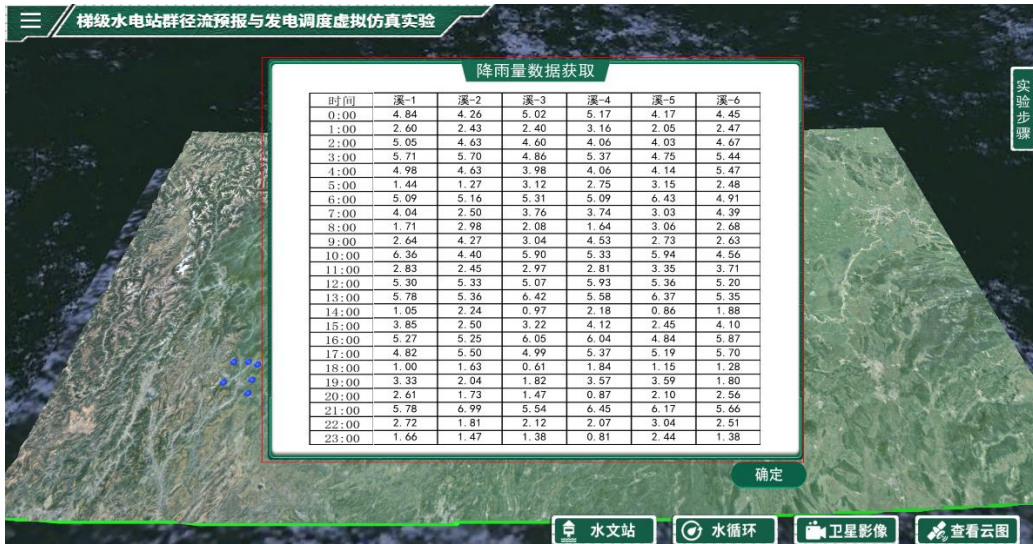 梯级水电站群径流预报与发电调度虚拟仿真实验
降雨量数据获取
实验步骤
时间 溪-1 溪-2 溪-3 溪-4 溪-5 溪-6
0:00 4.84 4.26 5.02 5.17 4.17 4.45
1:00 2.60 2.43 2.40 3.16 2.05 2.47
2:00 5.05 4.63 4.60 4.06 4.03 4.67
3:00 5.71 5.70 4.86 5.37 4.75 5.44
4:00 4.98 4.63 3.98 4.06 4.14 5.47
5:00 1.44 1.27 3.12 2.75 3.15 2.48
6:00 5.09 5.16 5.31 5.09 6.43 4.91
7:00 4.04 2.50 3.76 3.74 3.03 4.39
8:00 1.71 2.98 2.08 1.64 3.06 2.68
9:00 2.64 4.27 3.04 4.53 2.73 2.63
10:00 6.36 4.40 5.90 5.33 5.94 4.56
11:00 2.83 2.45 2.97 2.81 3.35 3.71
12:00 5.30 5.33 5.07 5.93 5.36 5.20
13:00 5.78 5.36 6.42 5.58 6.37 5.35
14:00 1.05 2.24 0.97 2.18 0.86 1.88
15:00 3.85 2.50 3.22 4.12 2.45 4.10
16:00 5.27 5.25 6.05 6.04 4.84 5.87
17:00 4.82 5.50 4.99 5.37 5.19 5.70
18:00 1.00 1.63 0.61 1.84 1.15 1.28
19:00 3.33 2.04 1.82 3.57 3.59 1.80
20:00 2.61 1.73 1.47 0.87 2.10 2.56
21:00 5.78 6.99 5.54 6.45 6.17 5.66
22:00 2.72 1.81 2.12 2.07 3.04 2.51
23:00 1.66 1.47 1.38 0.81 2.44 1.38
确定
水文站 水循环 卫星影像 查看云图